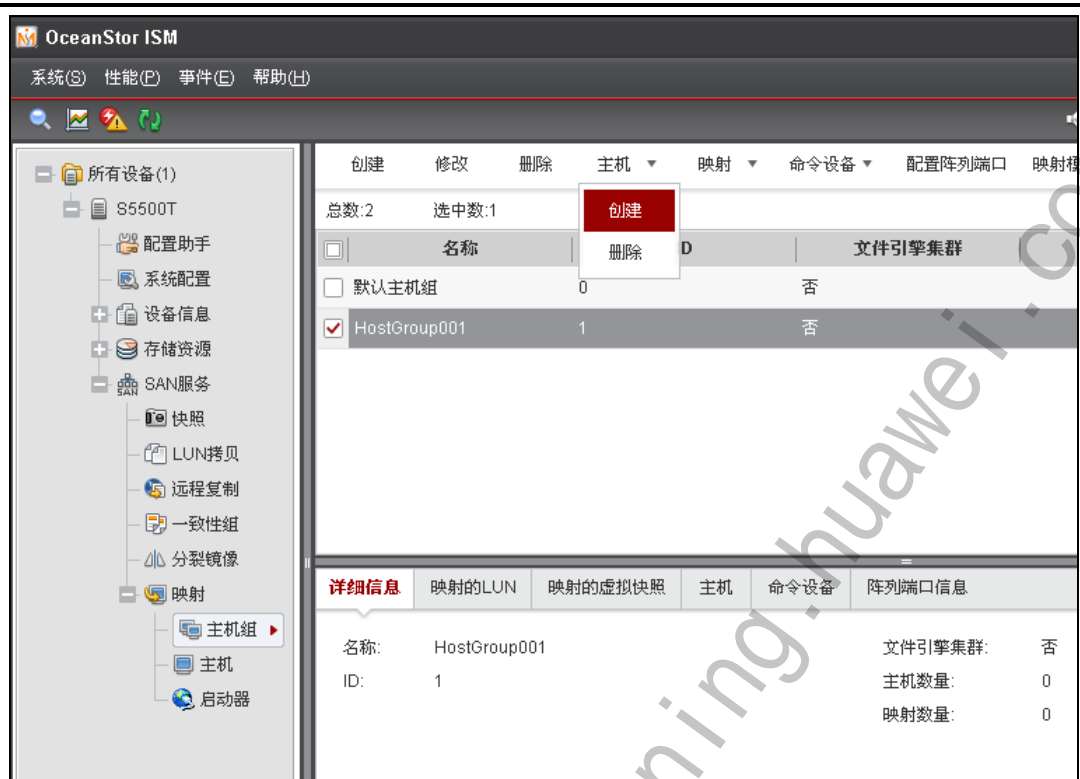 OceanStor ISM
系统(S) 性能(P) 事件(E) 帮助(H)
所有设备(1)
S5500T
配置助手
系统配置
设备信息
存储资源
SAN服务
快照
LUN拷贝
远程复制
一致性组
分裂镜像
映射
主机组
主机
启动器
创建 修改 删除 主机 映射 命令设备 配置阵列端口 映射
创建
删除
总数:2 选中数:1
名称 D 文件引擎集群
默认主机组 0 否
HostGroup001 1 否
详细信息 映射的LUN 映射的虚拟快照 主机 命令设备 阵列端口信息
名称: HostGroup001 文件引擎集群: 否
ID: 1 主机数量: 0
映射数量: 0
ning.huawei.co